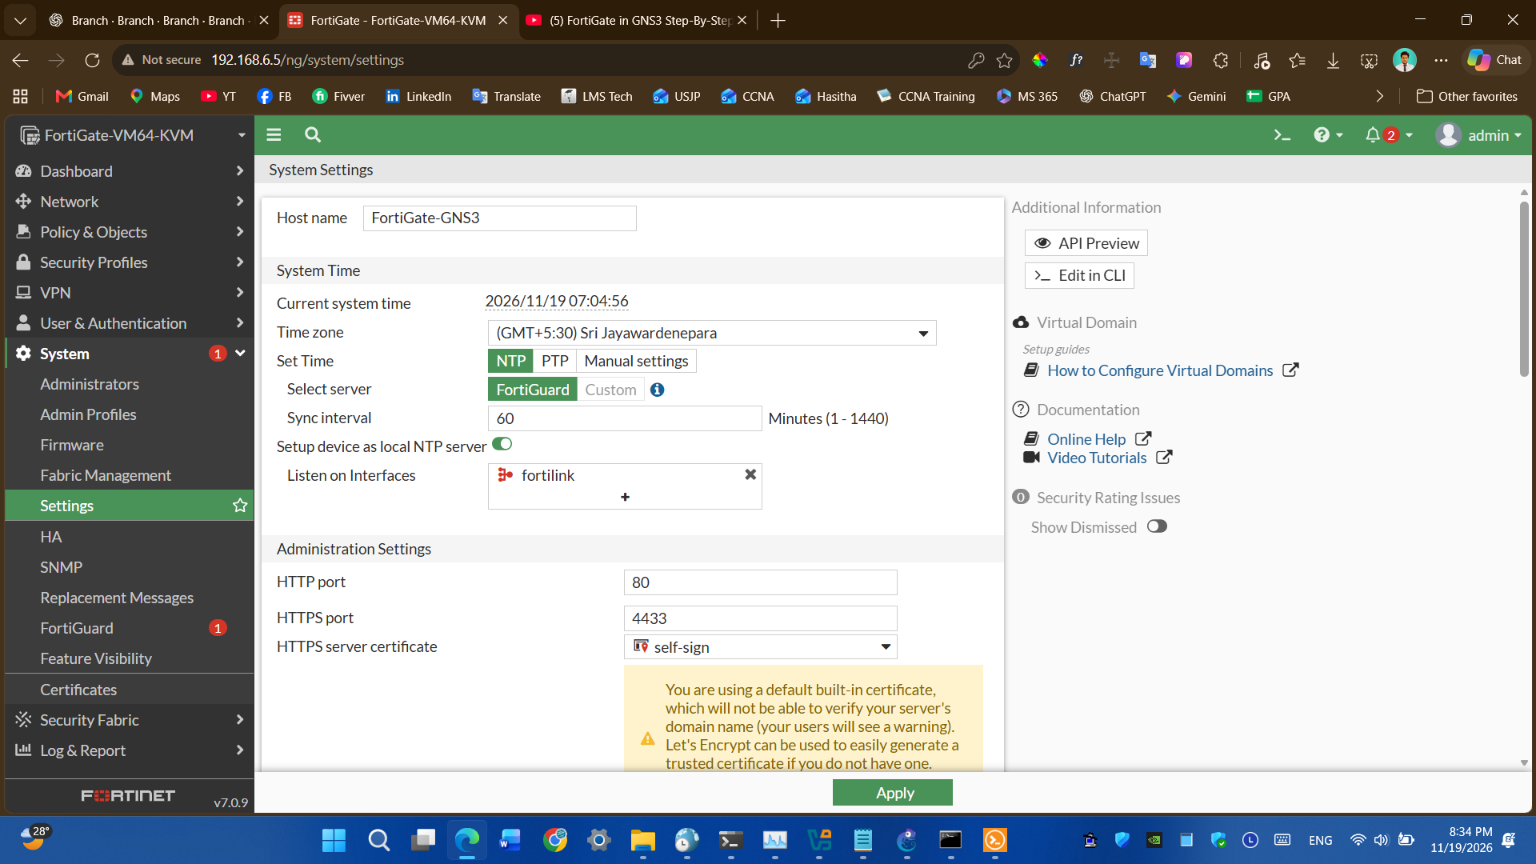 Branch · Branch · Branch · Branch
FortiGate - FortiGate-VM64-KVM
(5) FortiGate in GNS3 Step-By-Step
Not secure 192.168.6.5/ng/system/settings
Chat
Gmail Maps YT FB Fivver LinkedIn Translate LMS Tech USJP CCNA Hasitha CCNA Training MS 365 ChatGPT Gemini GPA Other favorites
FortiGate-VM64-KVM
2 admin
Dashboard
Network
Policy & Objects
Security Profiles
VPN
User & Authentication
System 1
Administrators
Admin Profiles
Firmware
Fabric Management
Settings
HA
SNMP
Replacement Messages
FortiGuard 1
Feature Visibility
Certificates
Security Fabric
Log & Report
FORTINET v7.0.9
System Settings
Host name FortiGate-GNS3
System Time
Current system time 2026/11/19 07:04:56
Time zone (GMT+5:30) Sri Jayawardenepara
Set Time NTP PTP Manual settings
Select server FortiGuard Custom
Sync interval 60 Minutes (1 - 1440)
Setup device as local NTP server
Listen on Interfaces fortilink
+
Administration Settings
HTTP port 80
HTTPS port 4433
HTTPS server certificate self-sign
You are using a default built-in certificate,
which will not be able to verify your server's
domain name (your users will see a warning).
Let's Encrypt can be used to easily generate a
trusted certificate if you do not have one.
Apply
Additional Information
API Preview
Edit in CLI
Virtual Domain
Setup guides
How to Configure Virtual Domains
Documentation
Online Help
Video Tutorials
0 Security Rating Issues
Show Dismissed
28°
ENG
8:34 PM
11/19/2026